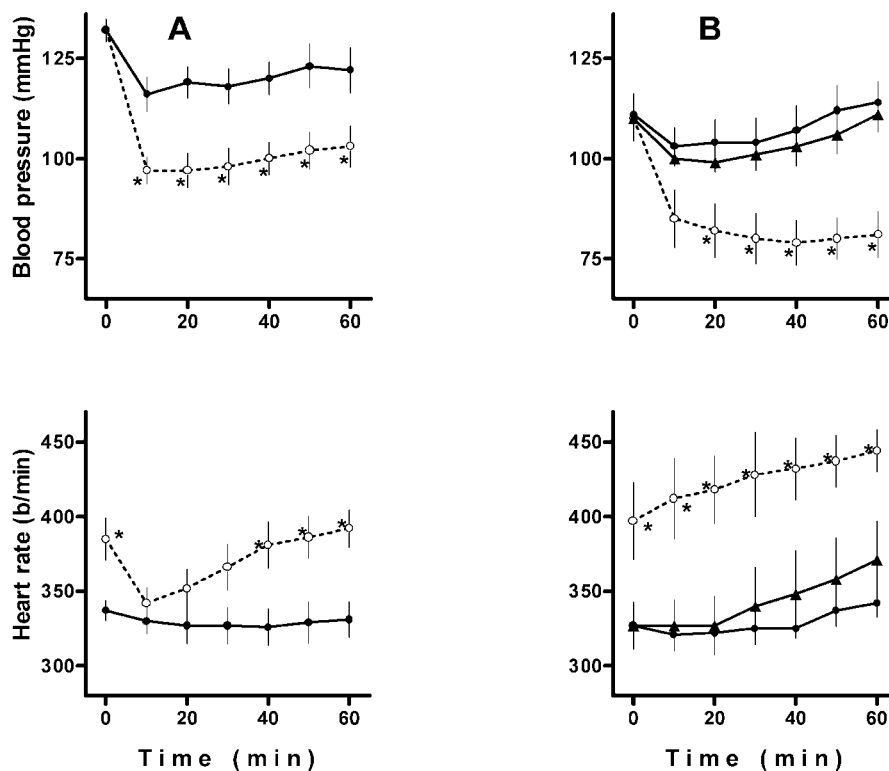 A
B
Blood pressure (mmHg)
125
100
75
0 20 40 60
125
100
75
0 20 40 60
* * * * * *
* * * * *
Heart rate (b/min)
450
400
350
300
0 20 40 60
450
400
350
300
0 20 40 60
* * * *
* * * * * * *
Time (min)
Time (min)